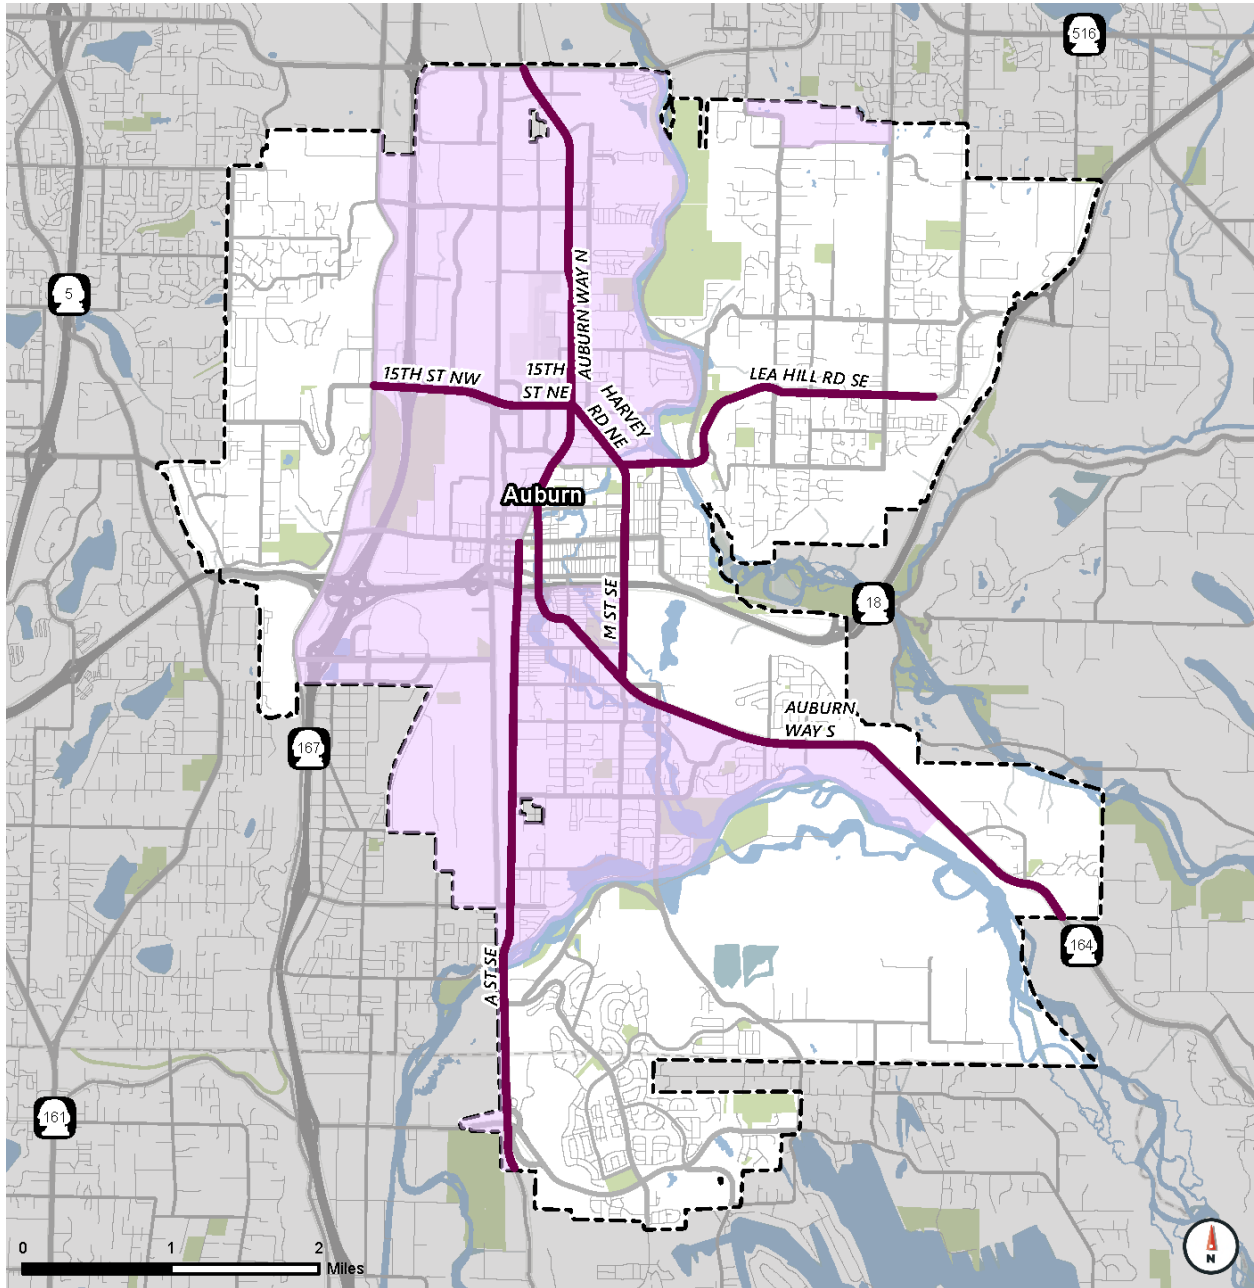 516
5
AUBURN WAY N
15TH ST NW
15TH
ST NE
HARVEY
RD NE
LEA HILL RD SE
Auburn
M ST SE
18
AUBURN
WAY S
167
A ST SE
164
161
0 1 2
Miles
N